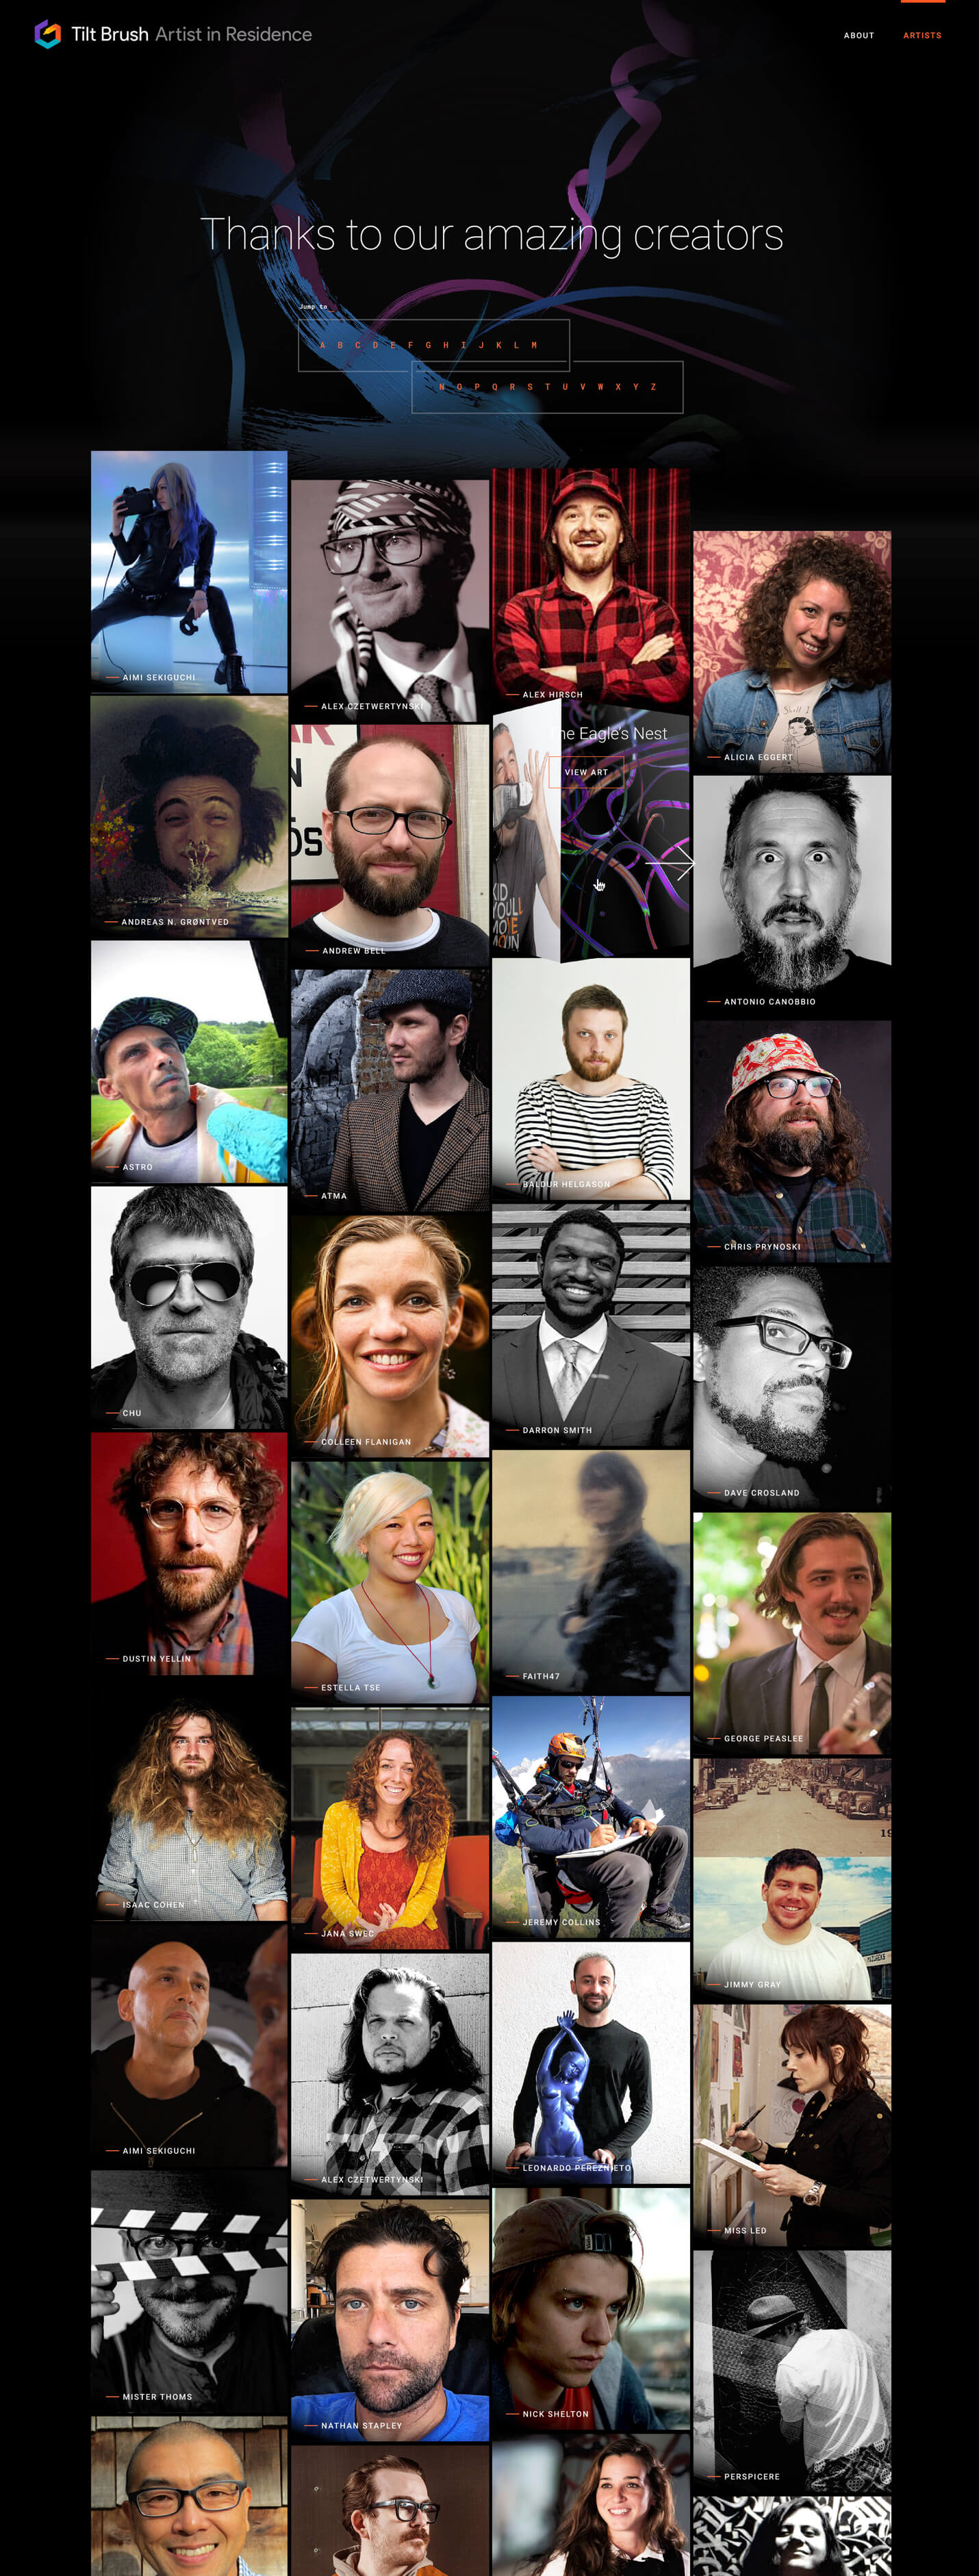 Tilt Brush Artist in Residence
ABOUT
ARTISTS
Thanks to our amazing creators
Jump to
A B C D E F G H I J K L M
N O P Q R S T U V W X Y Z
AIMI SEKIGUCHI
ALEX CZETWERTYNSKI
ALEX HIRSCH
ALICIA EGGERT
The Eagle's Nest
VIEW ART
KID
YOU'LL
MOVE
ANDREAS N. GRØNTVED
ANDREW BELL
ANTONIO CANOBBIO
ASTRO
ATMA
BALDUR HELGASON
CHRIS PRYNOSKI
CHU
COLLEEN FLANIGAN
DARRON SMITH
DAVE CROSLAND
DUSTIN YELLIN
ESTELLA TSE
FAITH47
GEORGE PEASLEE
ISAAC COHEN
JANA SWEC
JEREMY COLLINS
JIMMY GRAY
AIMI SEKIGUCHI
ALEX CZETWERTYNSKI
LEONARDO PEREZNIETO
MISS LED
MISTER THOMS
NATHAN STAPLEY
NICK SHELTON
PERSPICERE